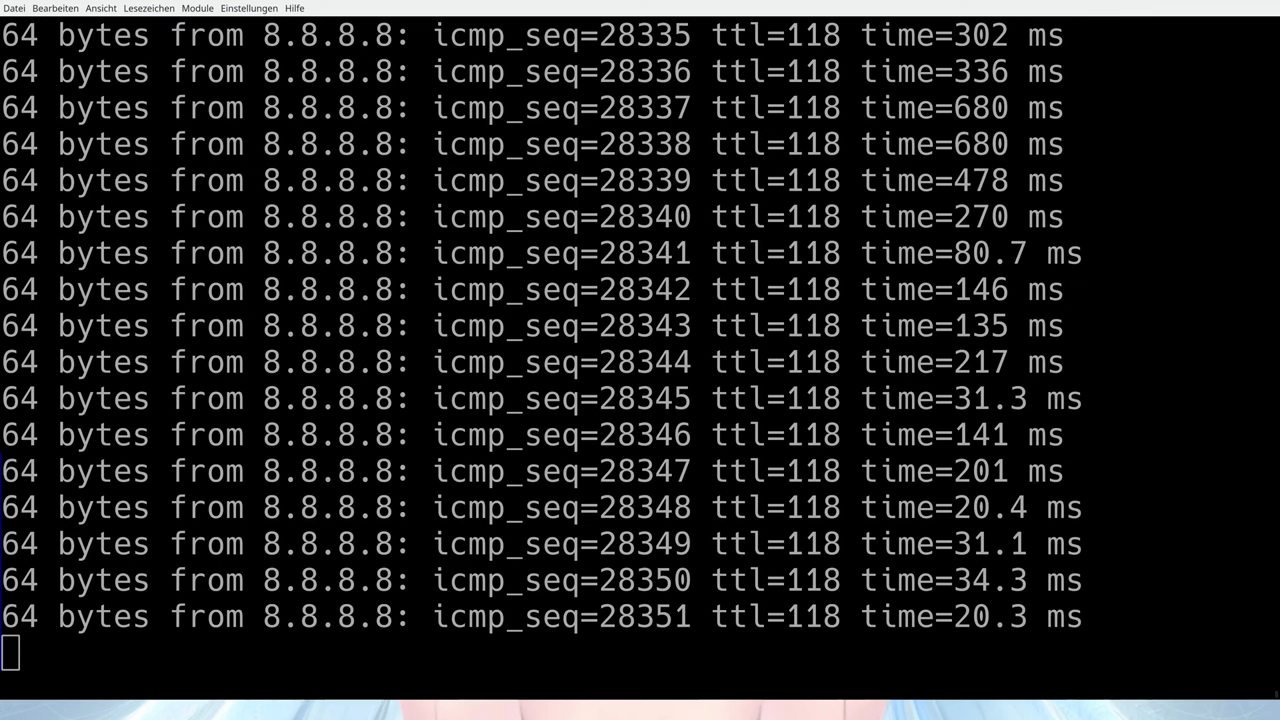 Datei Bearbeiten Ansicht Lesezeichen Module Einstellungen Hilfe
64 bytes from 8.8.8.8: icmp_seq=28335 ttl=118 time=302 ms
64 bytes from 8.8.8.8: icmp_seq=28336 ttl=118 time=336 ms
64 bytes from 8.8.8.8: icmp_seq=28337 ttl=118 time=680 ms
64 bytes from 8.8.8.8: icmp_seq=28338 ttl=118 time=680 ms
64 bytes from 8.8.8.8: icmp_seq=28339 ttl=118 time=478 ms
64 bytes from 8.8.8.8: icmp_seq=28340 ttl=118 time=270 ms
64 bytes from 8.8.8.8: icmp_seq=28341 ttl=118 time=80.7 ms
64 bytes from 8.8.8.8: icmp_seq=28342 ttl=118 time=146 ms
64 bytes from 8.8.8.8: icmp_seq=28343 ttl=118 time=135 ms
64 bytes from 8.8.8.8: icmp_seq=28344 ttl=118 time=217 ms
64 bytes from 8.8.8.8: icmp_seq=28345 ttl=118 time=31.3 ms
64 bytes from 8.8.8.8: icmp_seq=28346 ttl=118 time=141 ms
64 bytes from 8.8.8.8: icmp_seq=28347 ttl=118 time=201 ms
64 bytes from 8.8.8.8: icmp_seq=28348 ttl=118 time=20.4 ms
64 bytes from 8.8.8.8: icmp_seq=28349 ttl=118 time=31.1 ms
64 bytes from 8.8.8.8: icmp_seq=28350 ttl=118 time=34.3 ms
64 bytes from 8.8.8.8: icmp_seq=28351 ttl=118 time=20.3 ms